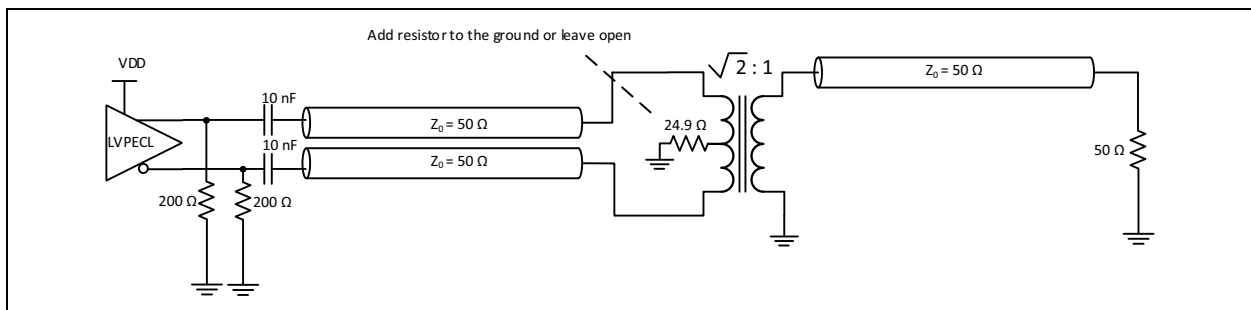 Add resistor to the ground or leave open
VDD
√2 : 1
Z0 = 50 Ω
10 nF
Z0 = 50 Ω
LVPECL
24.9 Ω
10 nF
Z0 = 50 Ω
50 Ω
200 Ω
200 Ω